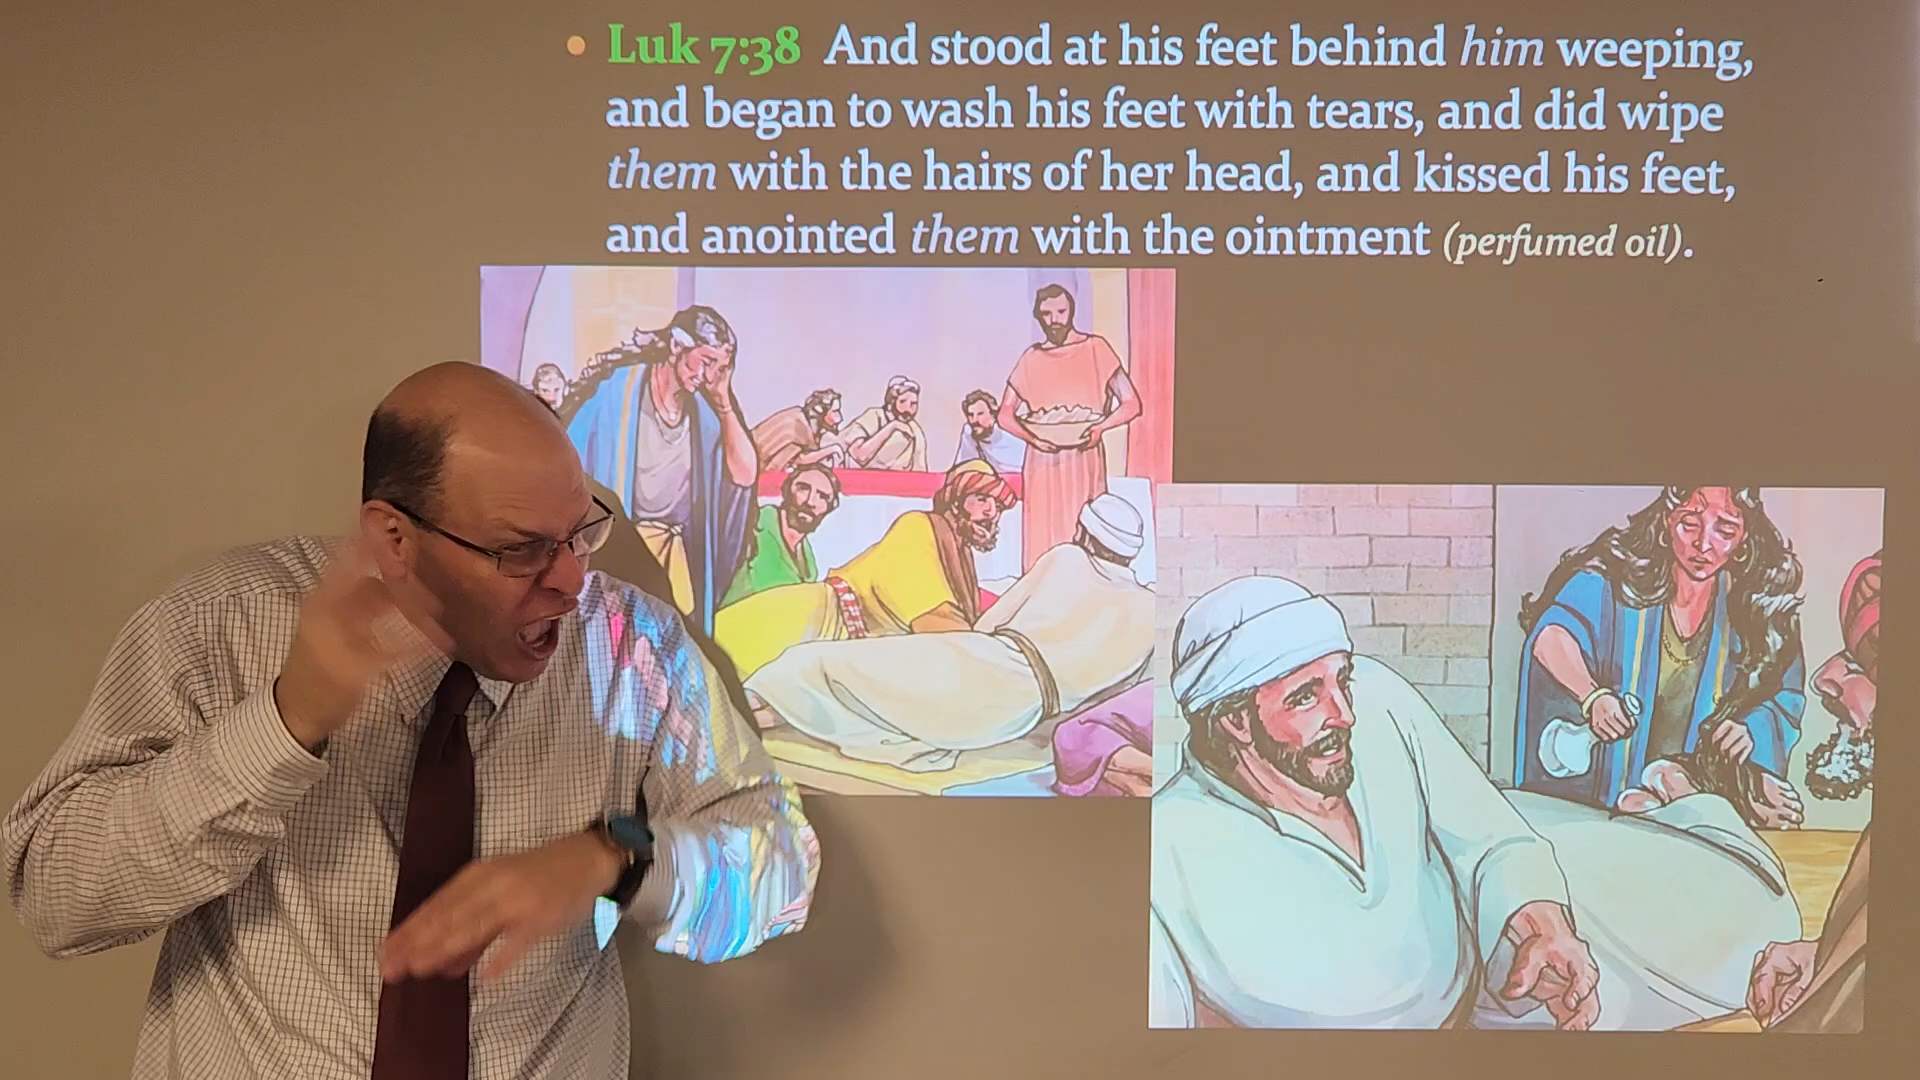 • Luk 7:38 And stood at his feet behind him weeping,
and began to wash his feet with tears, and did wipe
them with the hairs of her head, and kissed his feet,
and anointed them with the ointment (perfumed oil).